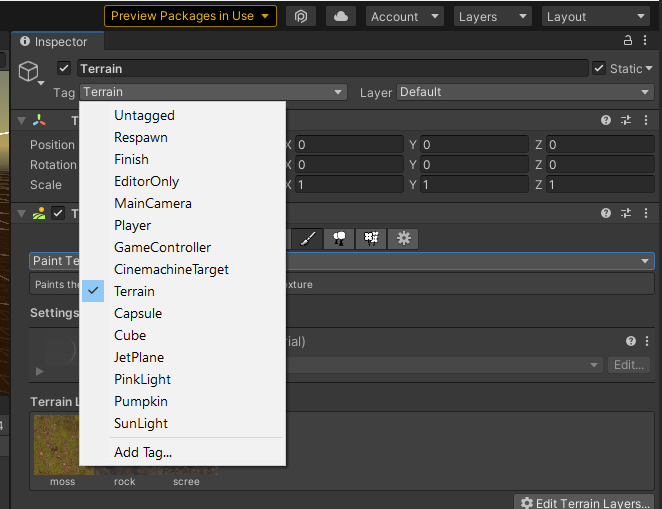 Preview Packages in Use
Account
Layers
Layout
Inspector
Terrain
Static
Tag Terrain Layer Default
Untagged
Respawn
Finish
EditorOnly
MainCamera
Player
GameController
CinemachineTarget
Terrain
Capsule
Cube
JetPlane
PinkLight
Pumpkin
SunLight
Add Tag...
T
Position X 0 Y 0 Z 0
Rotation X 0 Y 0 Z 0
Scale X 1 Y 1 Z 1
T
Paint Te
Paints the
xture
Settings
rial)
Edit...
Terrain L
moss rock scree
Edit Terrain Layers...
4